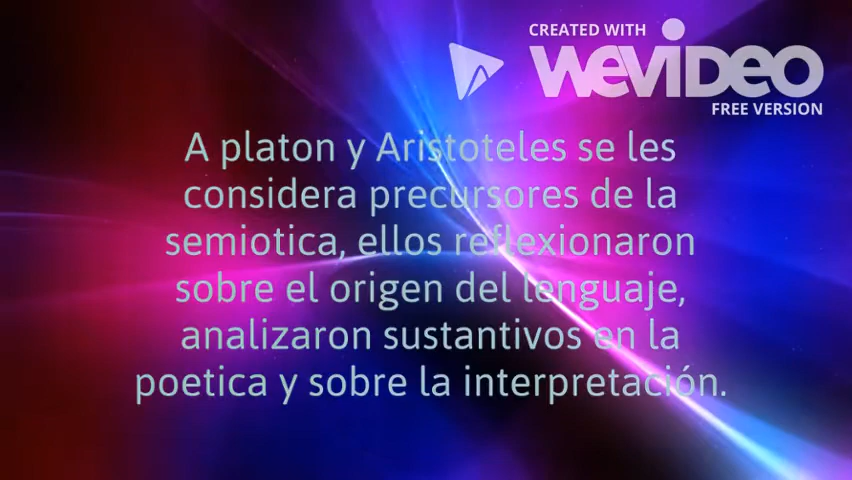 CREATED WITH
WEVIDEO
FREE VERSION
A platon y Aristoteles se les
considera precursores de la
semiotica, ellos reflexionaron
sobre el origen del lenguaje,
analizaron sustantivos en la
poetica y sobre la interpretación.